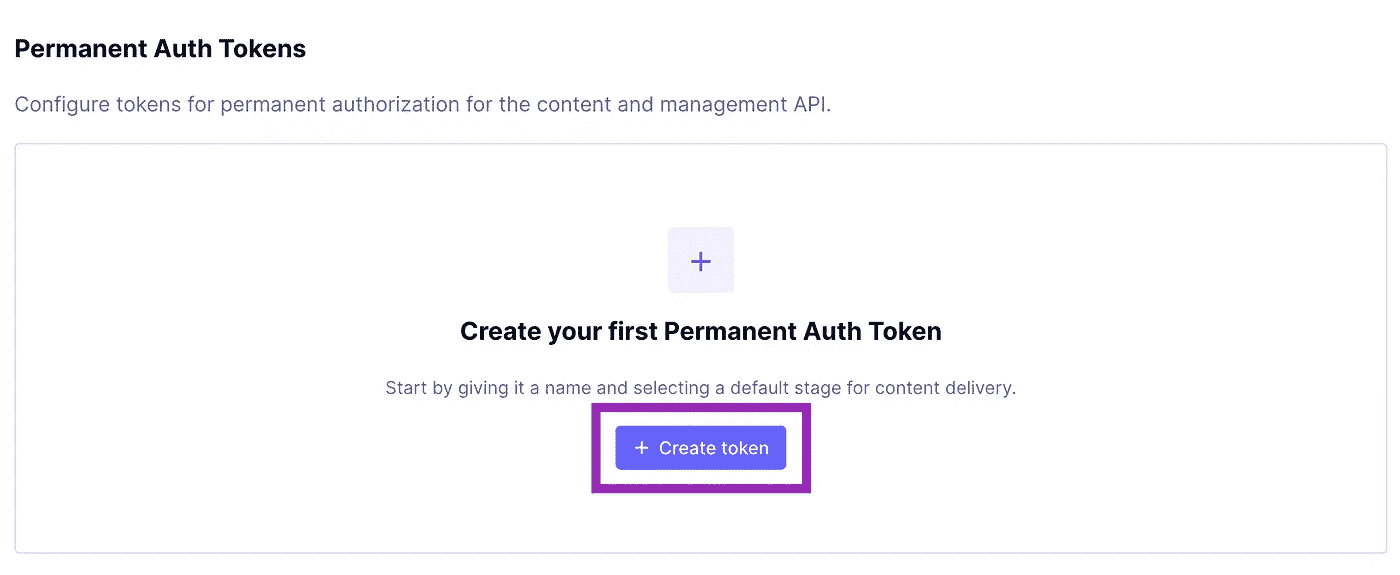 Permanent Auth Tokens
Configure tokens for permanent authorization for the content and management API.
Create your first Permanent Auth Token
Start by giving it a name and selecting a default stage for content delivery.
+ Create token